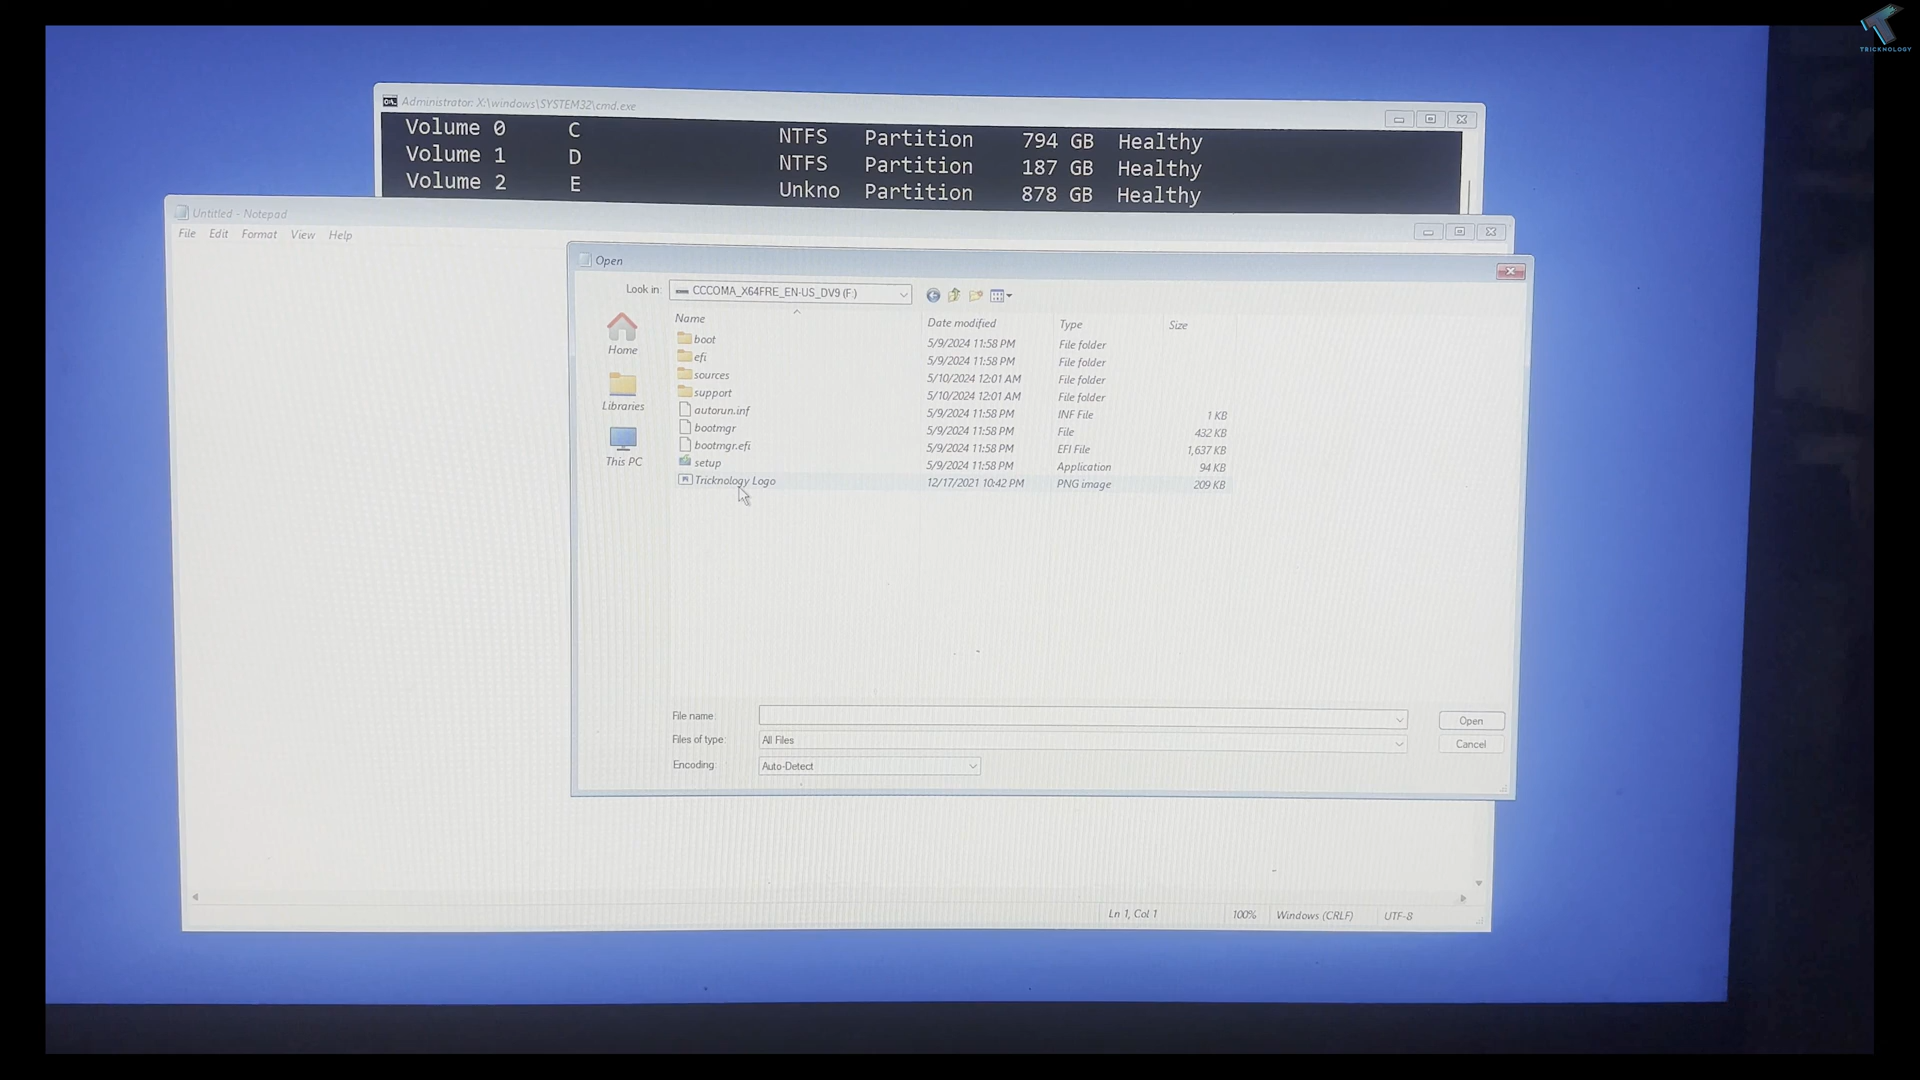 TRICKNOLOGY
Administrator: X:\windows\SYSTEM32\cmd.exe
Volume 0 C NTFS Partition 794 GB Healthy
Volume 1 D NTFS Partition 187 GB Healthy
Volume 2 E Unkno Partition 878 GB Healthy
Untitled - Notepad
File Edit Format View Help
Open
Look in: CCCOMA_X64FRE_EN-US_DV9 (F:)
Name Date modified Type Size
boot 5/9/2024 11:58 PM File folder
efi 5/9/2024 11:58 PM File folder
sources 5/10/2024 12:01 AM File folder
support 5/10/2024 12:01 AM File folder
autorun.inf 5/9/2024 11:58 PM INF File 1 KB
bootmgr 5/9/2024 11:58 PM File 432 KB
bootmgr.efi 5/9/2024 11:58 PM EFI File 1,637 KB
setup 5/9/2024 11:58 PM Application 94 KB
Tricknology Logo 12/17/2021 10:42 PM PNG image 209 KB
Home
Libraries
This PC
File name: Open
Files of type: All Files Cancel
Encoding: Auto-Detect
Ln 1, Col 1 100% Windows (CRLF) UTF-8